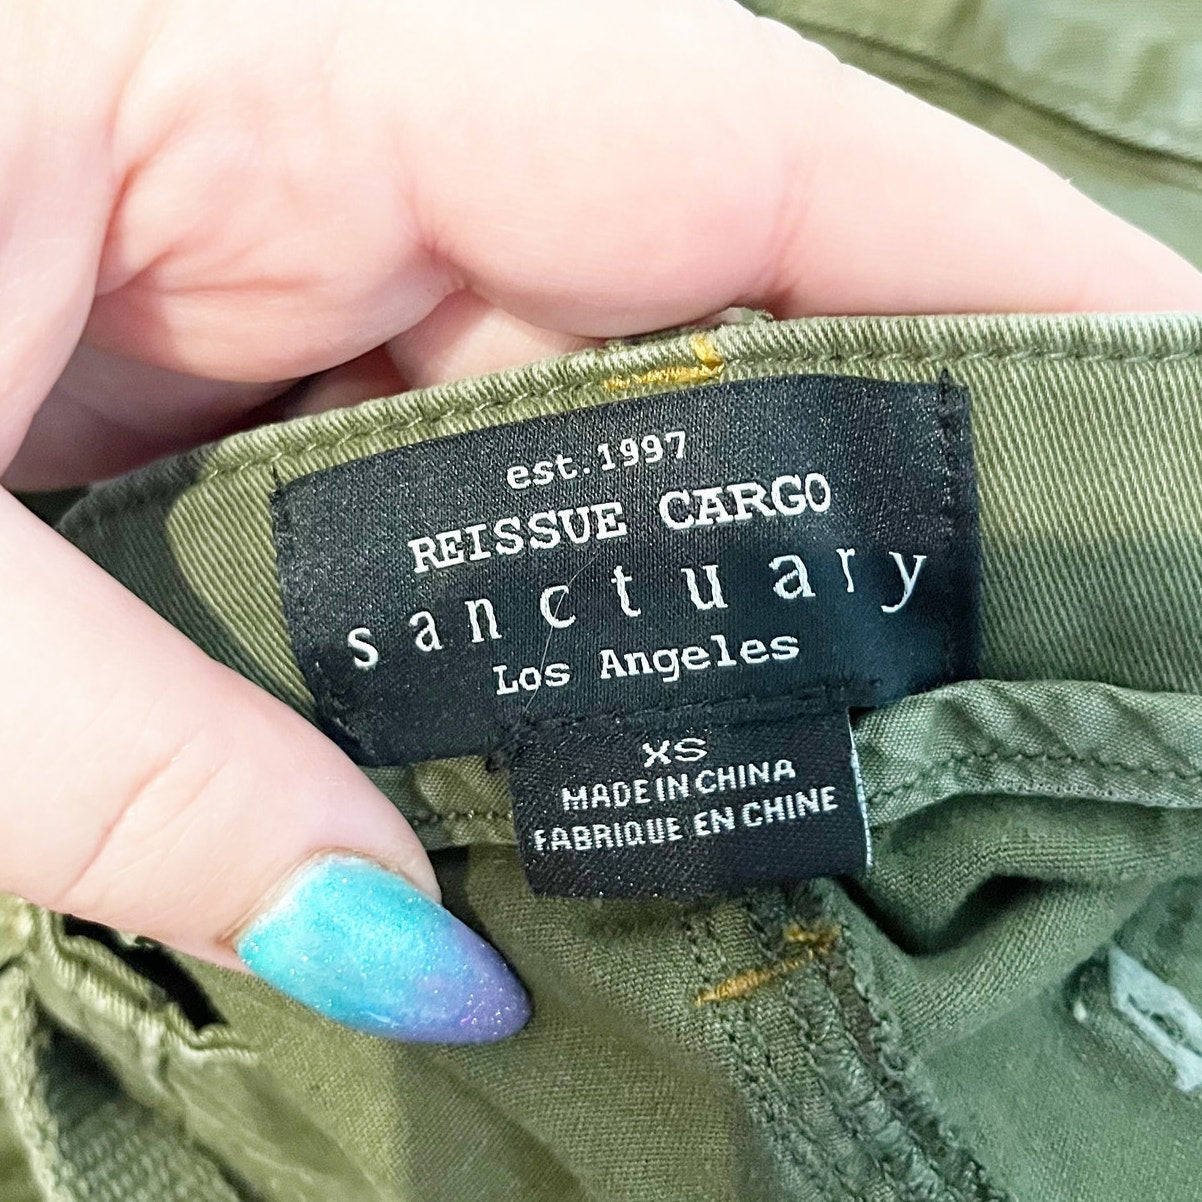 est.1997
REISSUE CARGO
sanctuary
Los Angeles
XS
MADE IN CHINA
FABRIQUE EN CHINE